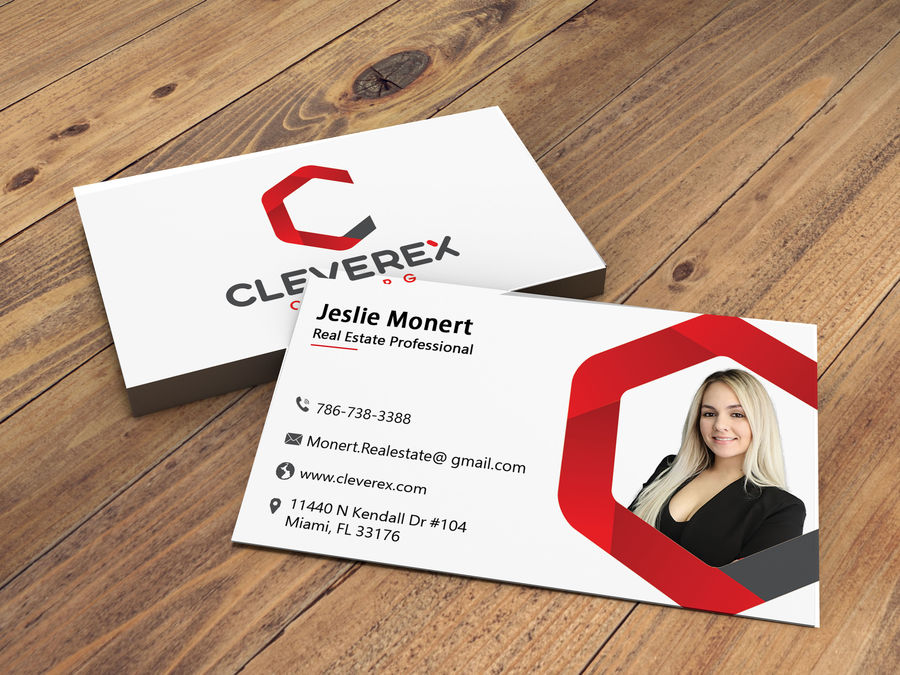 CLEVEREX
Jeslie Monert
Real Estate Professional
786-738-3388
Monert.Realestate@ gmail.com
www.cleverex.com
11440 N Kendall Dr #104
Miami, FL 33176